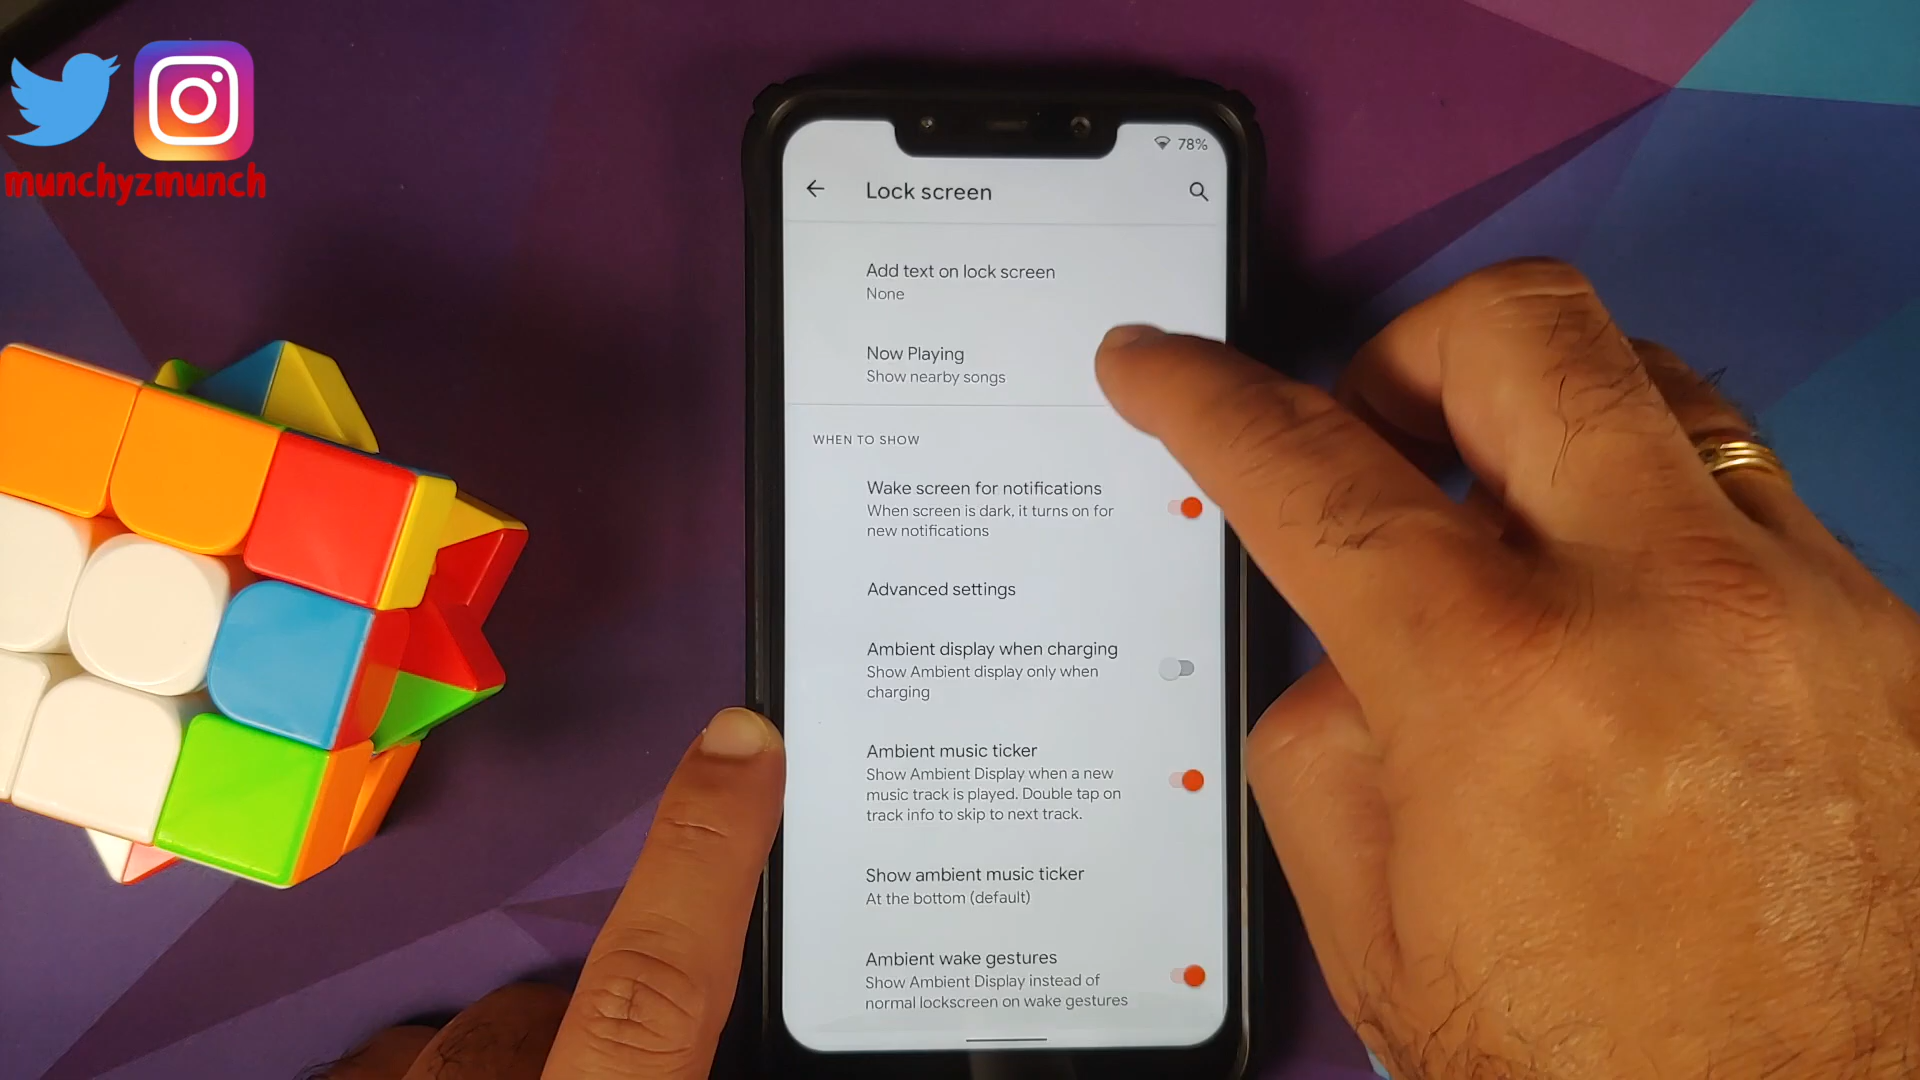 munchyzmunch
78%
Lock screen
Add text on lock screen
None
Now Playing
Show nearby songs
WHEN TO SHOW
Wake screen for notifications
When screen is dark, it turns on for
new notifications
Advanced settings
Ambient display when charging
Show Ambient display only when
charging
Ambient music ticker
Show Ambient Display when a new
music track is played. Double tap on
track info to skip to next track.
Show ambient music ticker
At the bottom (default)
Ambient wake gestures
Show Ambient Display instead of
normal lockscreen on wake gestures